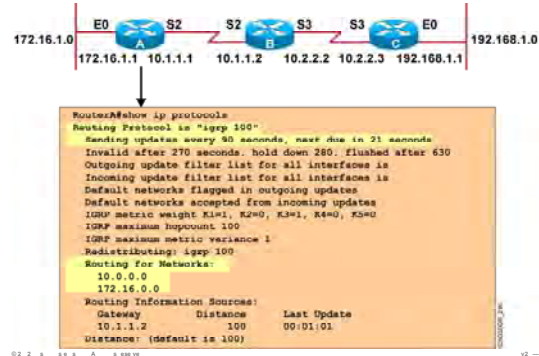 E0 S2 S2 S3 S3 E0
172.16.1.0 A B C 192.168.1.0
172.16.1.1 10.1.1.1 10.1.1.2 10.2.2.2 10.2.2.3 192.168.1.1
RouterA#show ip protocols
Routing Protocol is "igrp 100"
Sending updates every 90 seconds, next due in 21 seconds
Invalid after 270 seconds, hold down 280, flushed after 630
Outgoing update filter list for all interfaces is
Incoming update filter list for all interfaces is
Default networks flagged in outgoing updates
Default networks accepted from incoming updates
IGRP metric weight K1=1, K2=0, K3=1, K4=0, K5=0
IGRP maximum hopcount 100
IGRP maximum metric variance 1
Redistributing: igrp 100
Routing for Networks:
10.0.0.0
172.16.0.0
Routing Information Sources:
Gateway Distance Last Update
10.1.1.2 100 00:01:01
Distance: (default is 100)